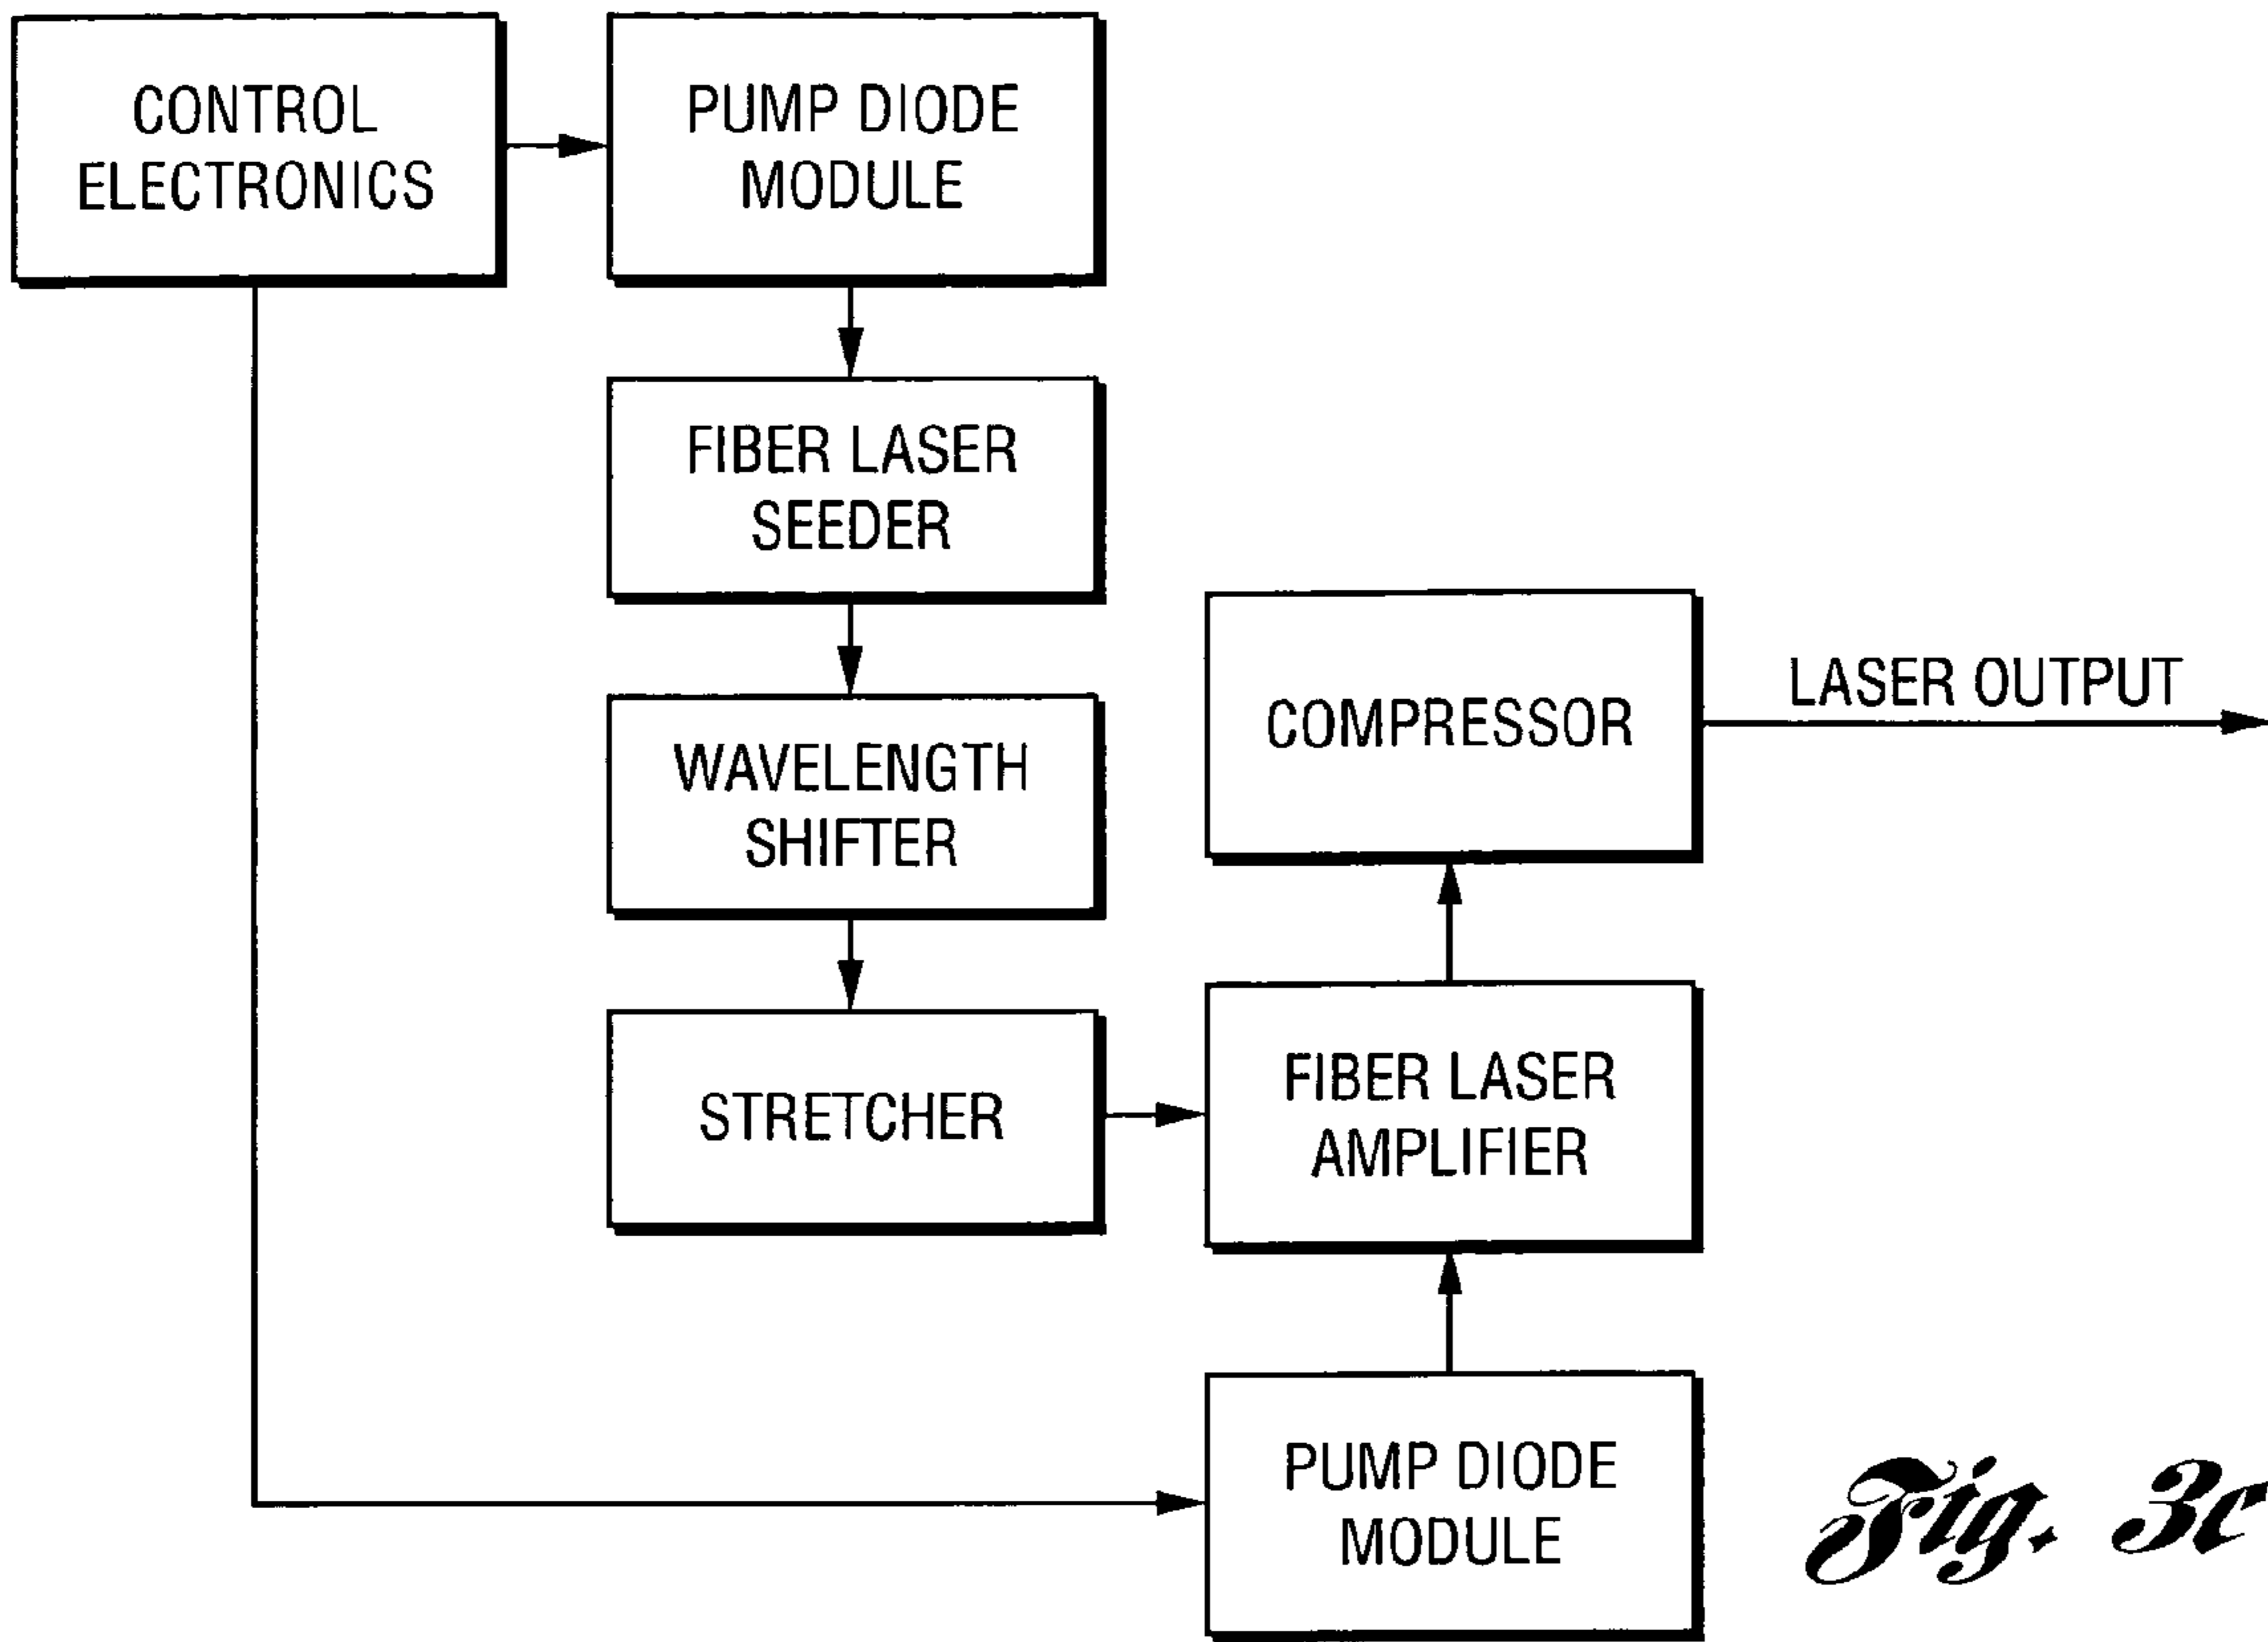 CONTROL
ELECTRONICS
PUMP DIODE
MODULE
FIBER LASER
SEEDER
WAVELENGTH
SHIFTER
STRETCHER
COMPRESSOR
LASER OUTPUT
FIBER LASER
AMPLIFIER
PUMP DIODE
MODULE
Fig. 3c